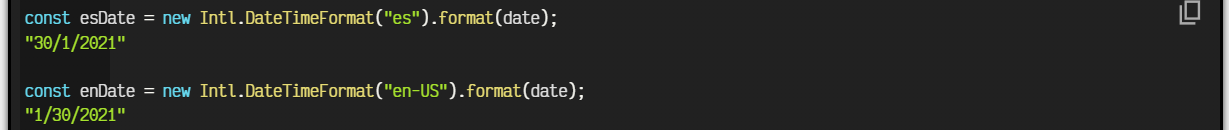 const esDate = new Intl.DateTimeFormat("es").format(date);
"30/1/2021"
const enDate = new Intl.DateTimeFormat("en-US").format(date);
"1/30/2021"